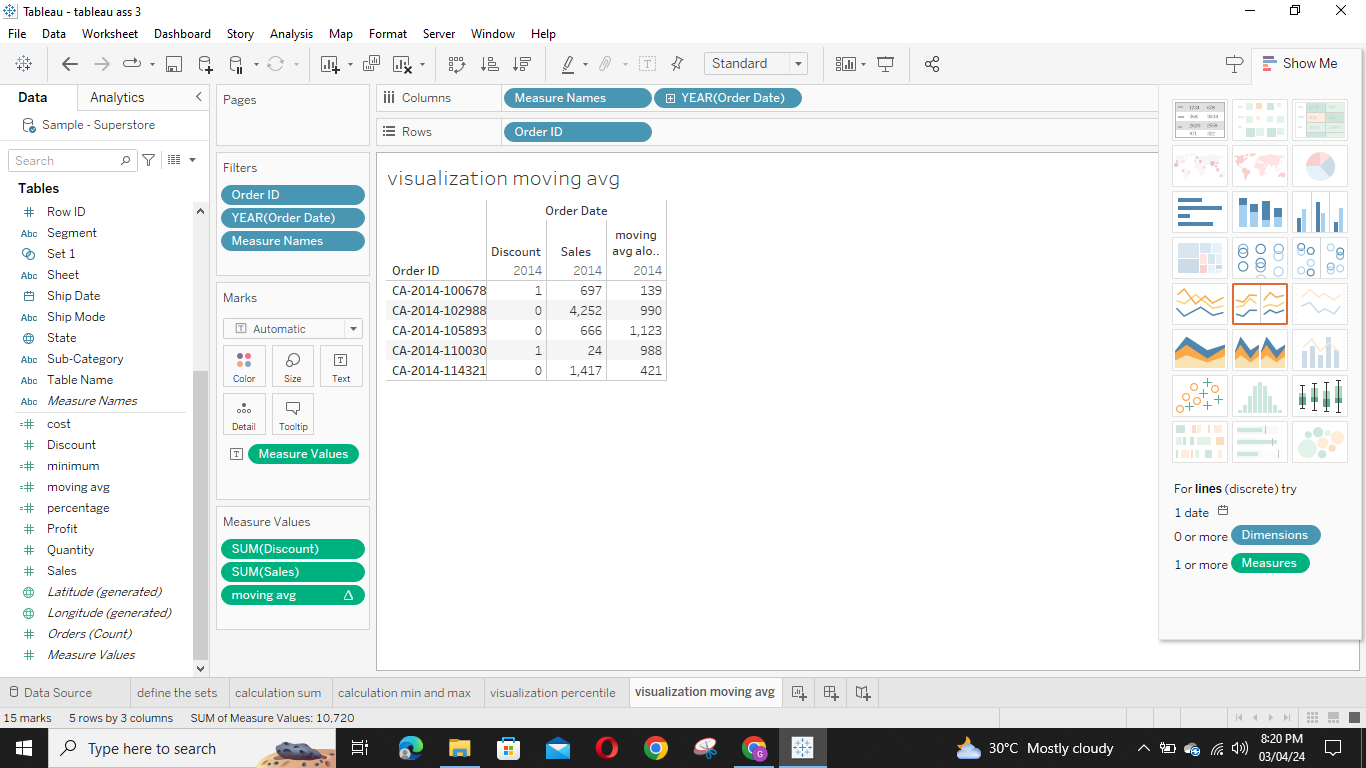 Tableau - tableau ass 3
File Data Worksheet Dashboard Story Analysis Map Format Server Window Help
Standard
Show Me
Data Analytics
Sample - Superstore
Search
Tables
# Row ID
Abc Segment
Set 1
Abc Sheet
Ship Date
Abc Ship Mode
State
Abc Sub-Category
Abc Table Name
Abc Measure Names
=# cost
# Discount
=# minimum
=# moving avg
=# percentage
# Profit
# Quantity
# Sales
Latitude (generated)
Longitude (generated)
# Orders (Count)
# Measure Values
Pages
Filters
Order ID
YEAR(Order Date)
Measure Names
Marks
T Automatic
Color Size Text
Detail Tooltip
T Measure Values
Measure Values
SUM(Discount)
SUM(Sales)
moving avg Δ
Columns Measure Names YEAR(Order Date)
Rows Order ID
visualization moving avg
Order Date
moving
Discount Sales avg alo..
Order ID 2014 2014 2014
CA-2014-100678 1 697 139
CA-2014-102988 0 4,252 990
CA-2014-105893 0 666 1,123
CA-2014-110030 1 24 988
CA-2014-114321 0 1,417 421
For lines (discrete) try
1 date
0 or more Dimensions
1 or more Measures
Data Source define the sets calculation sum calculation min and max visualization percentile visualization moving avg
15 marks 5 rows by 3 columns SUM of Measure Values: 10,720
Type here to search
30°C Mostly cloudy
8:20 PM
03/04/24